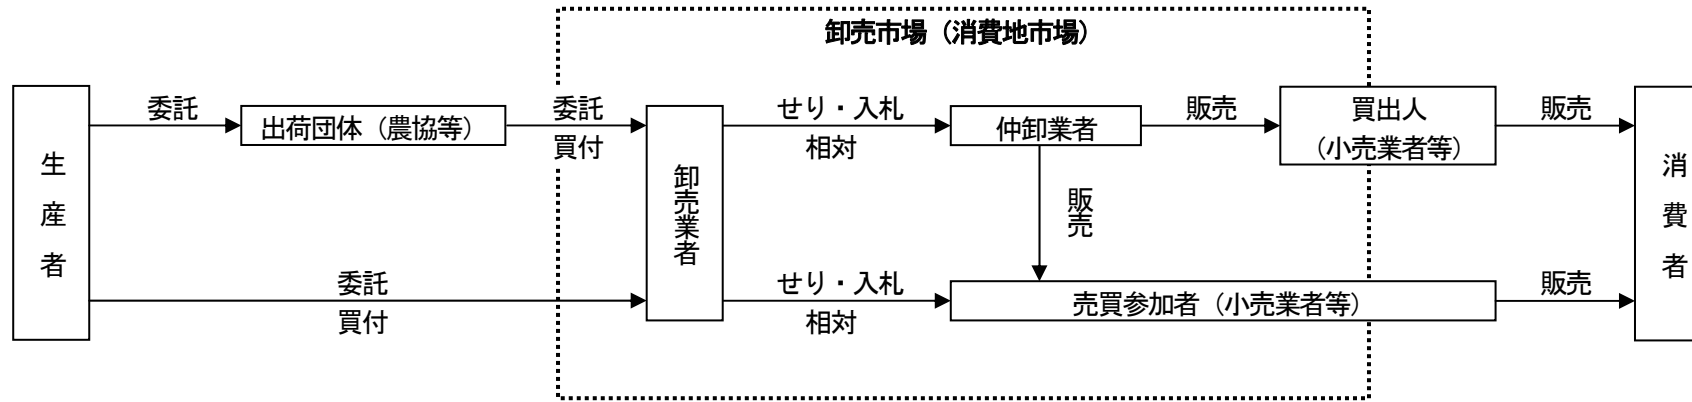 卸売市場（消費地市場）
生産者
委託
出荷団体（農協等）
委託
買付
卸売業者
せり・入札
相対
仲卸業者
販売
買出人
（小売業者等）
販売
消費者
販売
委託
買付
せり・入札
相対
売買参加者（小売業者等）
販売